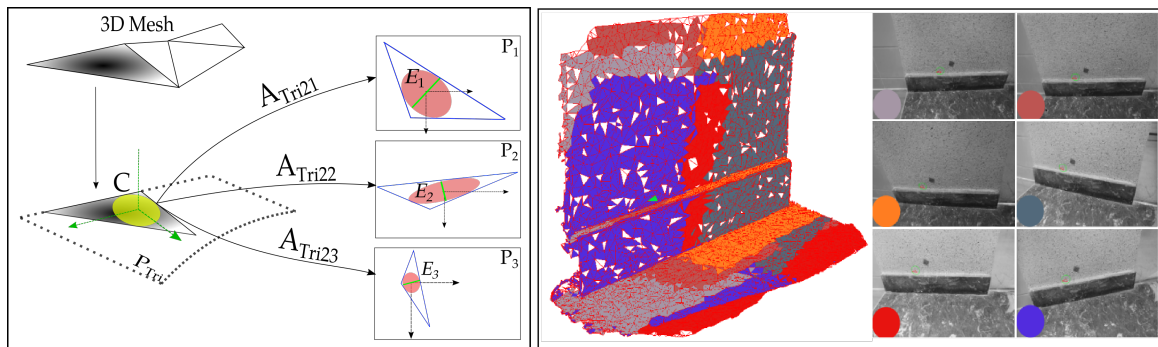 3D Mesh
P1
E1
ATri21
P2
C
ATri22
E2
ATri23
P3
PTri
E3